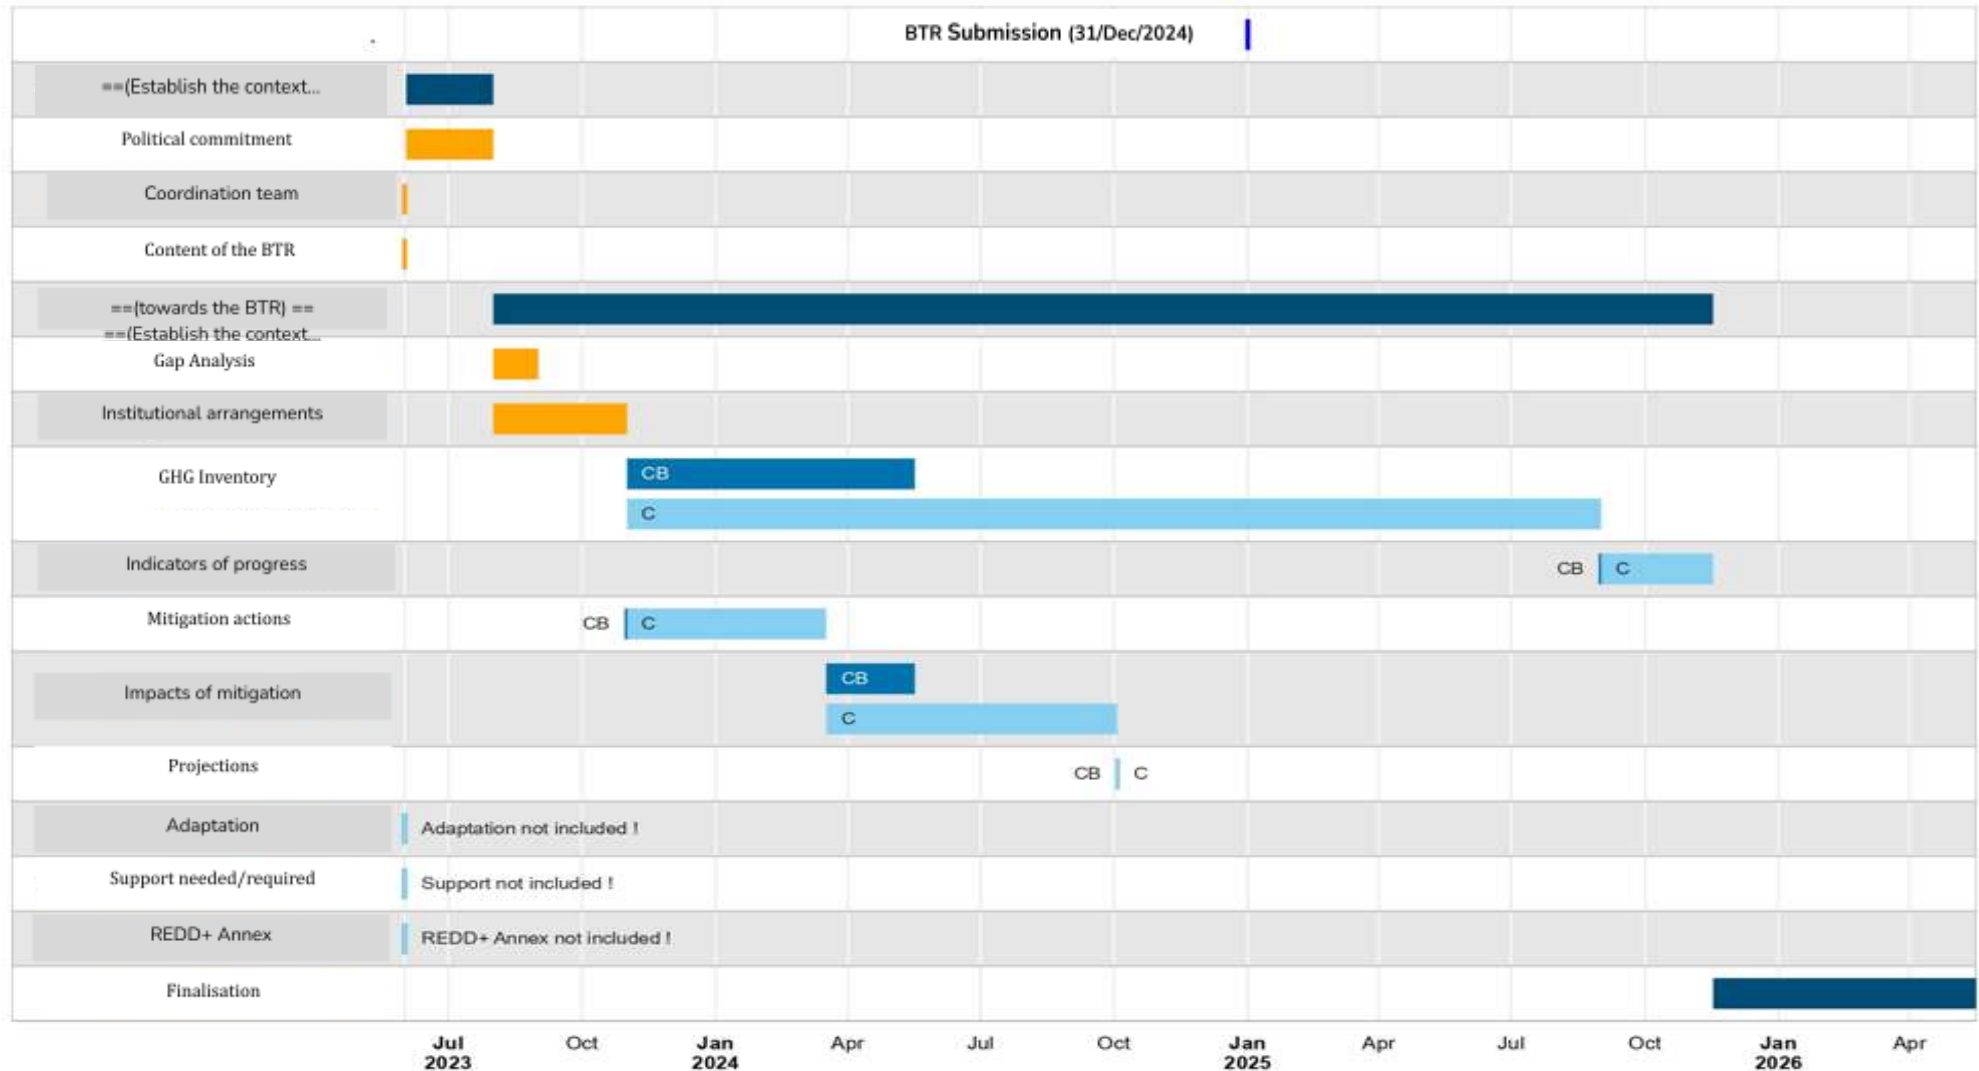 BTR Submission (31/Dec/2024)
.
==(Establish the context...
Political commitment
Coordination team
Content of the BTR
==(towards the BTR) ==
==(Establish the context...
Gap Analysis
Institutional arrangements
GHG Inventory
CB
C
Indicators of progress
CB
C
Mitigation actions
CB
C
Impacts of mitigation
CB
C
Projections
CB
C
Adaptation
Adaptation not included !
Support needed/required
Support not included !
REDD+ Annex
REDD+ Annex not included !
Finalisation
Jul Oct Jan Apr Jul Oct Jan Apr Jul Oct Jan Apr
2023 2024 2025 2026